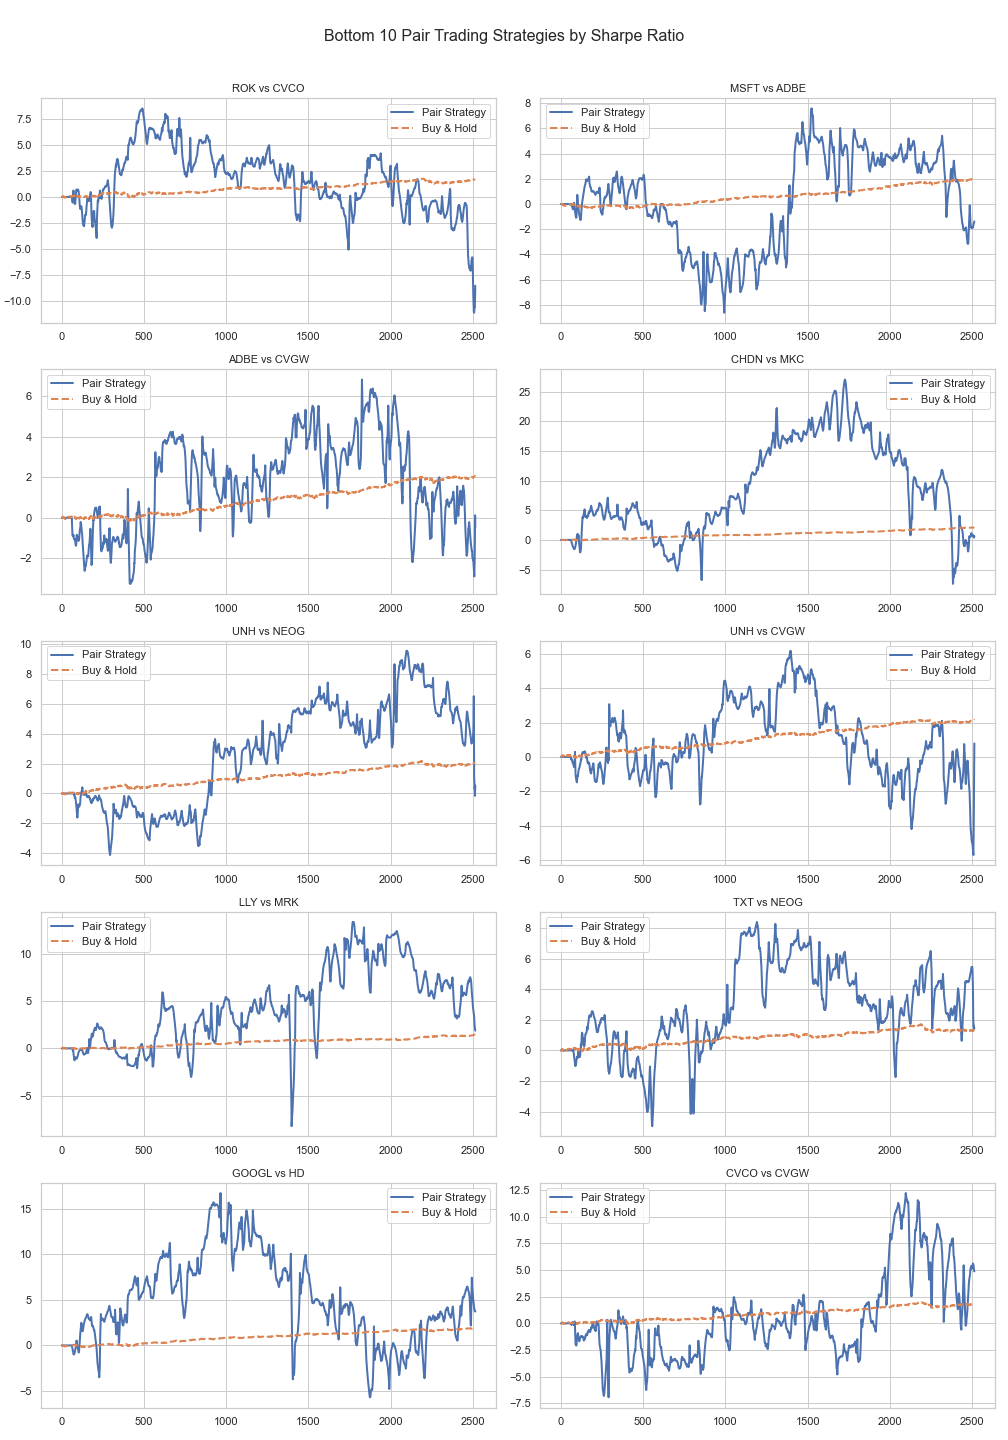 Bottom 10 Pair Trading Strategies by Sharpe Ratio
ROK vs CVCO
Pair Strategy
Buy & Hold
7.5
5.0
2.5
0.0
−2.5
−5.0
−7.5
−10.0
0 500 1000 1500 2000 2500
MSFT vs ADBE
Pair Strategy
Buy & Hold
8
6
4
2
0
−2
−4
−6
−8
0 500 1000 1500 2000 2500
ADBE vs CVGW
Pair Strategy
Buy & Hold
6
4
2
0
−2
0 500 1000 1500 2000 2500
CHDN vs MKC
Pair Strategy
Buy & Hold
25
20
15
10
5
0
−5
0 500 1000 1500 2000 2500
UNH vs NEOG
Pair Strategy
Buy & Hold
10
8
6
4
2
0
−2
−4
0 500 1000 1500 2000 2500
UNH vs CVGW
Pair Strategy
Buy & Hold
6
4
2
0
−2
−4
−6
0 500 1000 1500 2000 2500
LLY vs MRK
Pair Strategy
Buy & Hold
10
5
0
−5
0 500 1000 1500 2000 2500
TXT vs NEOG
Pair Strategy
Buy & Hold
8
6
4
2
0
−2
−4
0 500 1000 1500 2000 2500
GOOGL vs HD
Pair Strategy
Buy & Hold
15
10
5
0
−5
0 500 1000 1500 2000 2500
CVCO vs CVGW
Pair Strategy
Buy & Hold
12.5
10.0
7.5
5.0
2.5
0.0
−2.5
−5.0
−7.5
0 500 1000 1500 2000 2500